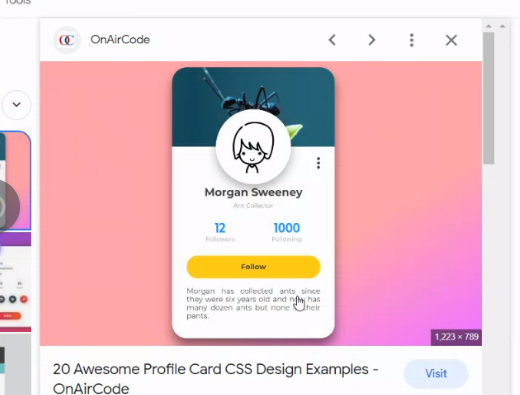 Tools
OnAirCode
Morgan Sweeney
Ant Collector
12 1000
Followers Following
Follow
Morgan has collected ants since
they were six years old and now has
many dozen ants but none in their
pants.
1,223 × 789
20 Awesome Profile Card CSS Design Examples -
OnAirCode
Visit